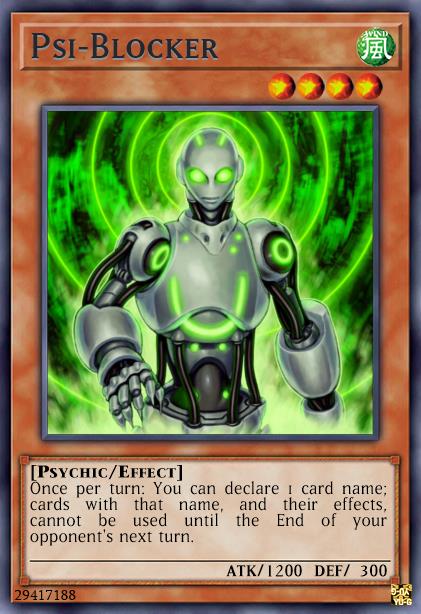 Psi-Blocker
WIND
風
[Psychic/Effect]
Once per turn: You can declare 1 card name;
cards with that name, and their effects,
cannot be used until the End of your
opponent's next turn.
ATK/1200 DEF/ 300
29417188